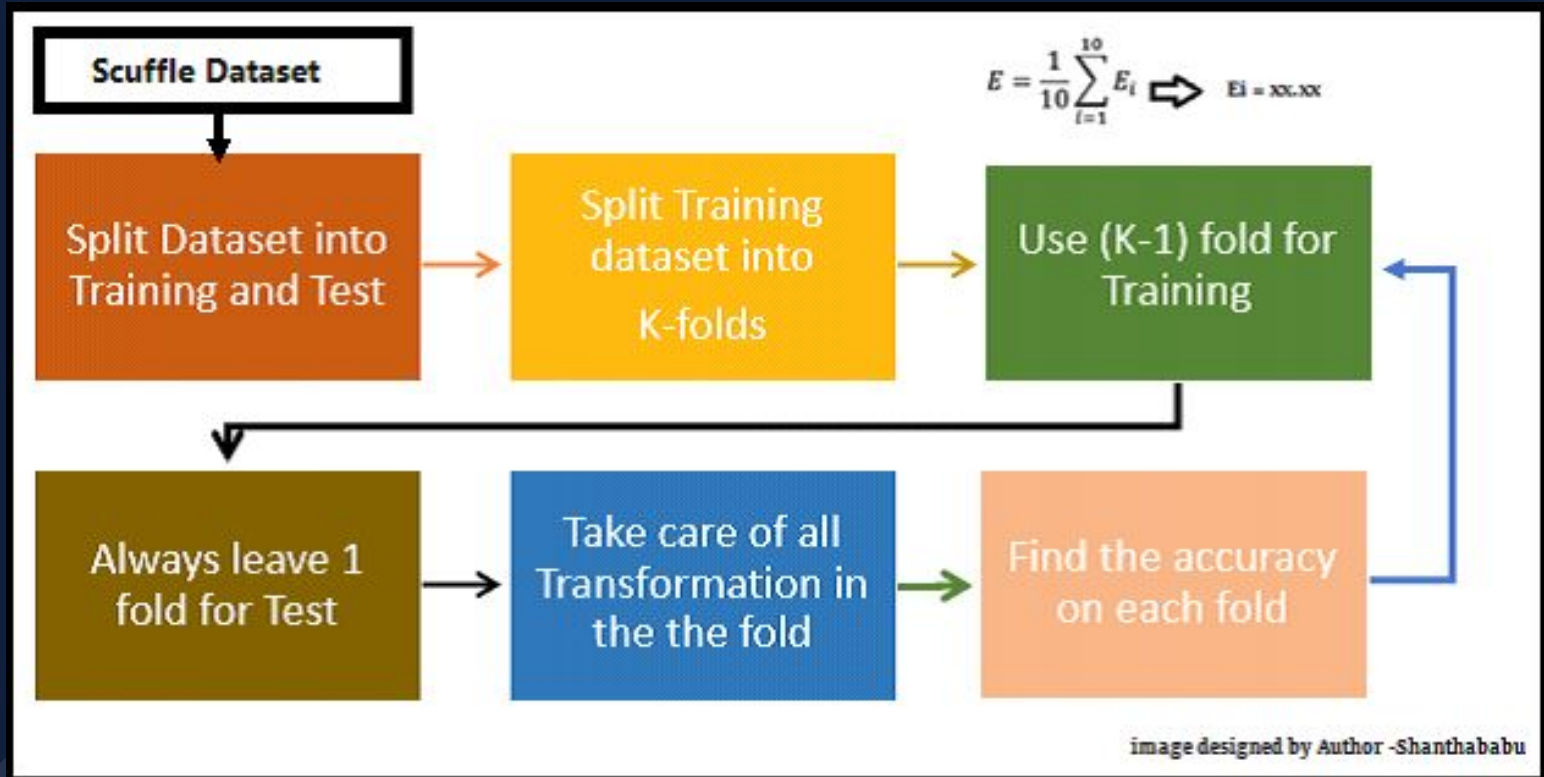 Scuffle Dataset
E = \frac{1}{10} \sum_{i=1}^{10} E_i ⇨ Ei = xx.xx
Split Dataset into
Training and Test
Split Training
dataset into
K-folds
Use (K-1) fold for
Training
Always leave 1
fold for Test
Take care of all
Transformation in
the the fold
Find the accuracy
on each fold
image designed by Author -Shanthababu